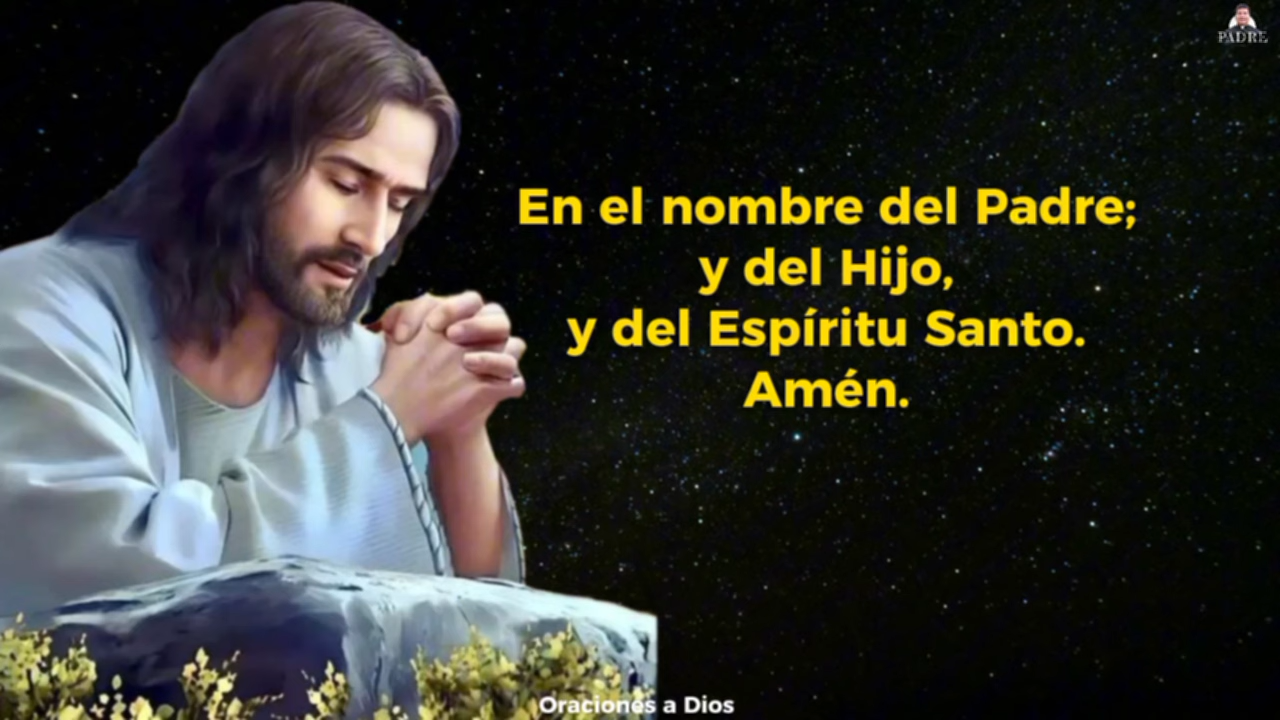 PADRE
En el nombre del Padre;
y del Hijo,
y del Espíritu Santo.
Amén.
Oraciones a Dios